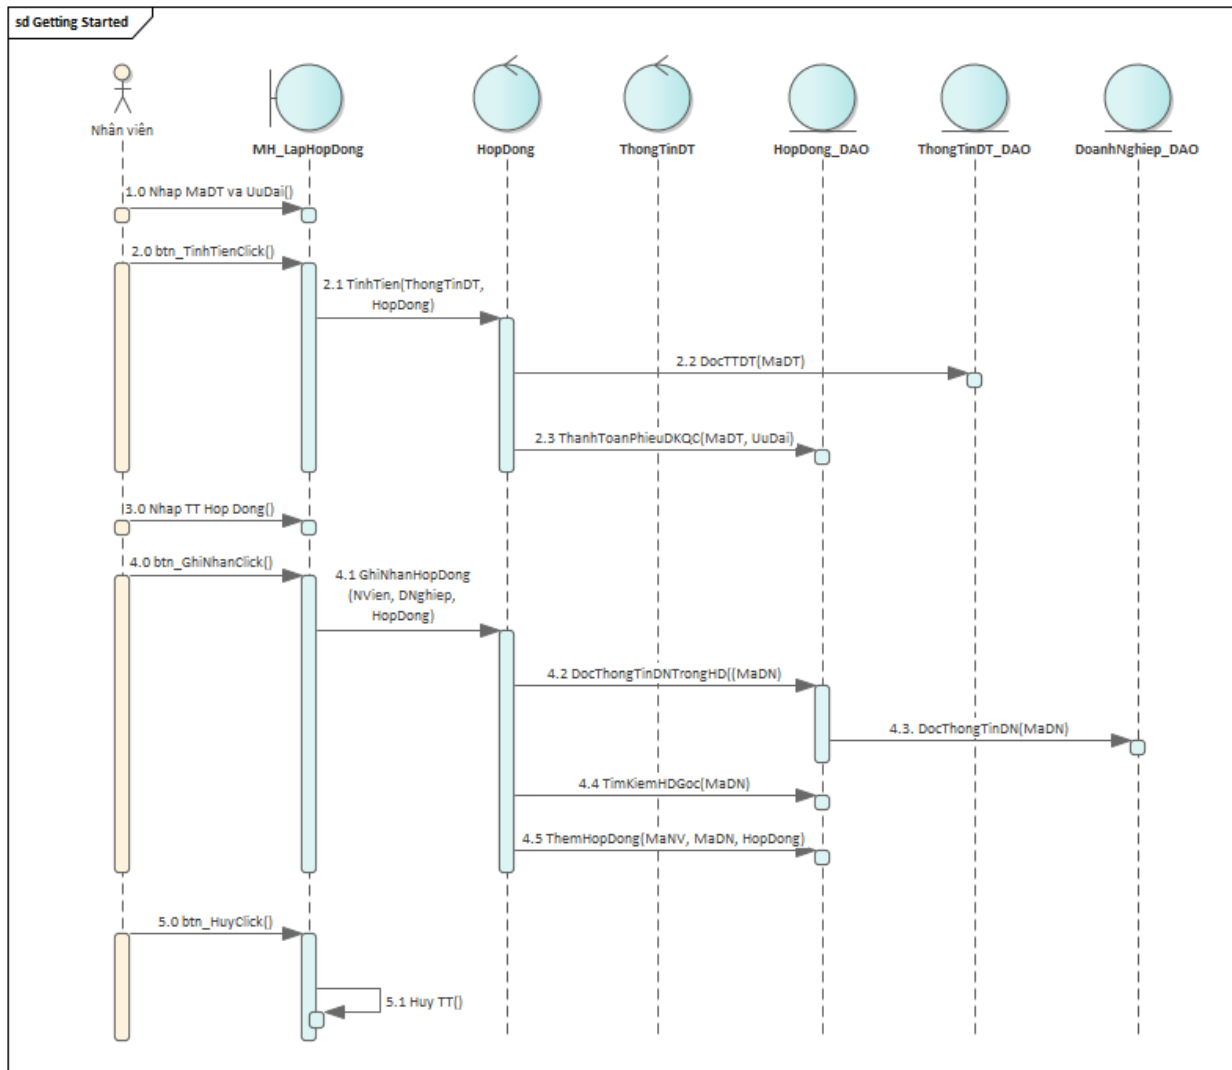 sd Getting Started
Nhân viên
MH_LapHopDong
HopDong
ThongTinDT
HopDong_DAO
ThongTinDT_DAO
DoanhNghiep_DAO
1.0 Nhap MaDT va UuDai()
2.0 btn_TinhTienClick()
2.1 TinhTien(ThongTinDT,
HopDong)
2.2 DocTTDT(MaDT)
2.3 ThanhToanPhieuDKQC(MaDT, UuDai)
3.0 Nhap TT Hop Dong()
4.0 btn_GhiNhanClick()
4.1 GhiNhanHopDong
(NVien, DNghiep,
HopDong)
4.2 DocThongTinDNTrongHD((MaDN)
4.3. DocThongTinDN(MaDN)
4.4 TimKiemHDGoc(MaDN)
4.5 ThemHopDong(MaNV, MaDN, HopDong)
5.0 btn_HuyClick()
5.1 Huy TT()